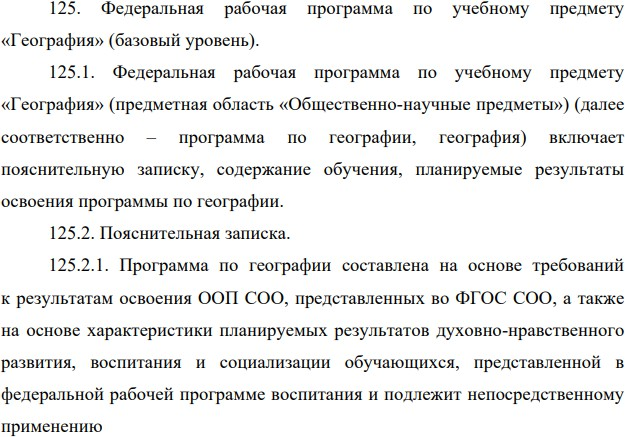 125. Федеральная рабочая программа по учебному предмету
«География» (базовый уровень).
125.1. Федеральная рабочая программа по учебному предмету
«География» (предметная область «Общественно-научные предметы») (далее
соответственно – программа по географии, география) включает
пояснительную записку, содержание обучения, планируемые результаты
освоения программы по географии.
125.2. Пояснительная записка.
125.2.1. Программа по географии составлена на основе требований
к результатам освоения ООП СОО, представленных во ФГОС СОО, а также
на основе характеристики планируемых результатов духовно-нравственного
развития, воспитания и социализации обучающихся, представленной в
федеральной рабочей программе воспитания и подлежит непосредственному
применению